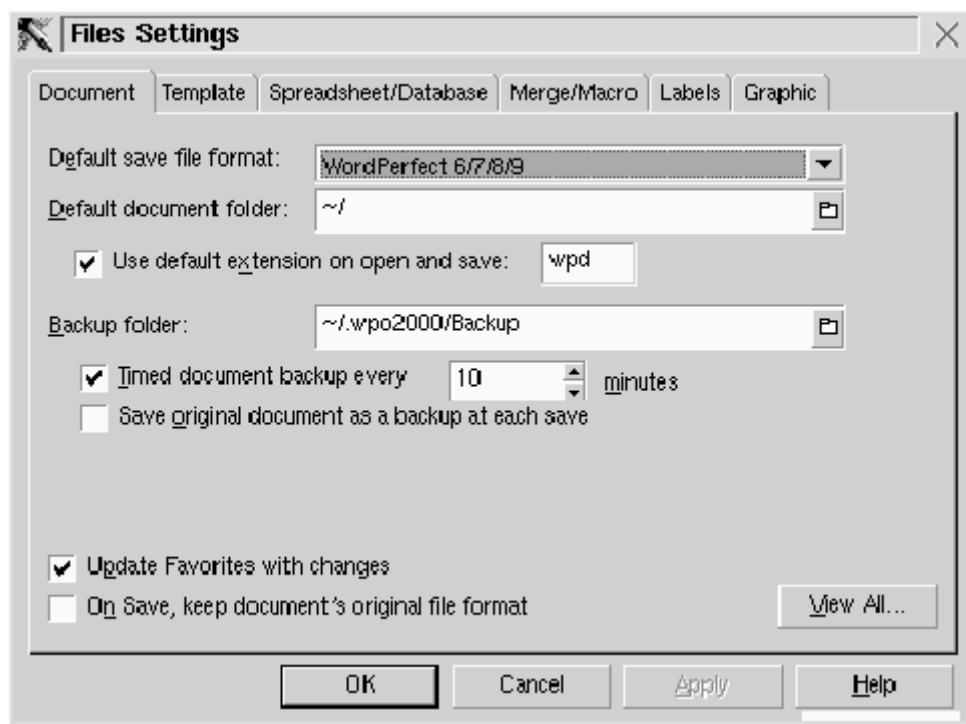 Files Settings
Document Template Spreadsheet/Database Merge/Macro Labels Graphic
Default save file format: WordPerfect 6/7/8/9
Default document folder: ~/
Use default extension on open and save: wpd
Backup folder: ~/.wpo2000/Backup
Timed document backup every 10 minutes
Save original document as a backup at each save
Update Favorites with changes
On Save, keep document's original file format
View All...
OK Cancel Apply Help